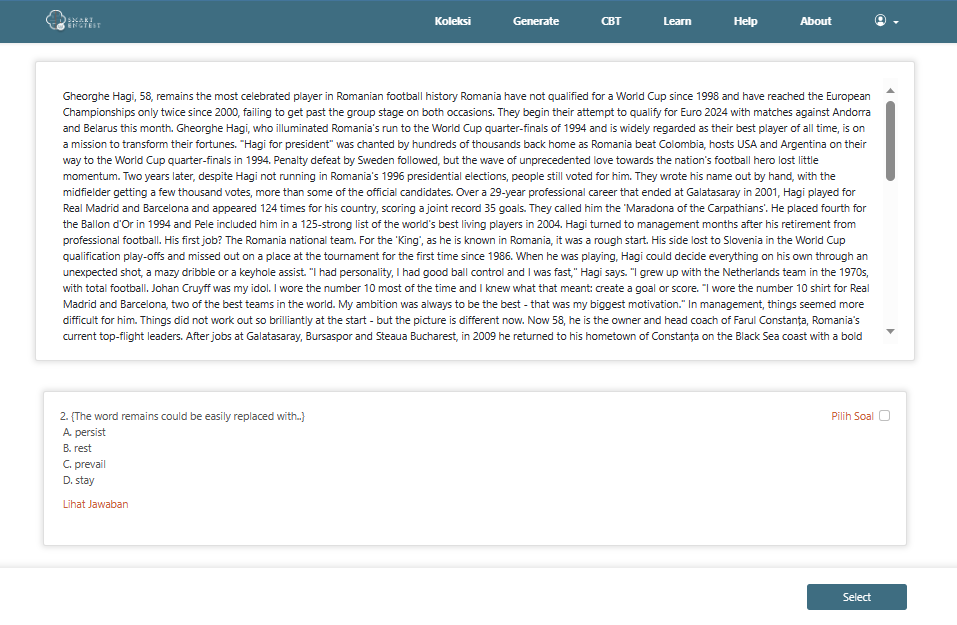 SMART
ENGTEST
Koleksi Generate CBT Learn Help About
Gheorghe Hagi, 58, remains the most celebrated player in Romanian football history Romania have not qualified for a World Cup since 1998 and have reached the European
Championships only twice since 2000, failing to get past the group stage on both occasions. They begin their attempt to qualify for Euro 2024 with matches against Andorra
and Belarus this month. Gheorghe Hagi, who illuminated Romania's run to the World Cup quarter-finals of 1994 and is widely regarded as their best player of all time, is on
a mission to transform their fortunes. "Hagi for president" was chanted by hundreds of thousands back home as Romania beat Colombia, hosts USA and Argentina on their
way to the World Cup quarter-finals in 1994. Penalty defeat by Sweden followed, but the wave of unprecedented love towards the nation's football hero lost little
momentum. Two years later, despite Hagi not running in Romania's 1996 presidential elections, people still voted for him. They wrote his name out by hand, with the
midfielder getting a few thousand votes, more than some of the official candidates. Over a 29-year professional career that ended at Galatasaray in 2001, Hagi played for
Real Madrid and Barcelona and appeared 124 times for his country, scoring a joint record 35 goals. They called him the 'Maradona of the Carpathians'. He placed fourth for
the Ballon d'Or in 1994 and Pele included him in a 125-strong list of the world's best living players in 2004. Hagi turned to management months after his retirement from
professional football. His first job? The Romania national team. For the 'King', as he is known in Romania, it was a rough start. His side lost to Slovenia in the World Cup
qualification play-offs and missed out on a place at the tournament for the first time since 1986. When he was playing, Hagi could decide everything on his own through an
unexpected shot, a mazy dribble or a keyhole assist. "I had personality, I had good ball control and I was fast," Hagi says. "I grew up with the Netherlands team in the 1970s,
with total football. Johan Cruyff was my idol. I wore the number 10 most of the time and I knew what that meant: create a goal or score. "I wore the number 10 shirt for Real
Madrid and Barcelona, two of the best teams in the world. My ambition was always to be the best - that was my biggest motivation." In management, things seemed more
difficult for him. Things did not work out so brilliantly at the start - but the picture is different now. Now 58, he is the owner and head coach of Farul Constanța, Romania's
current top-flight leaders. After jobs at Galatasaray, Bursaspor and Steaua Bucharest, in 2009 he returned to his hometown of Constanța on the Black Sea coast with a bold
2. {The word remains could be easily replaced with..}
Pilih Soal
A. persist
B. rest
C. prevail
D. stay
Lihat Jawaban
Select